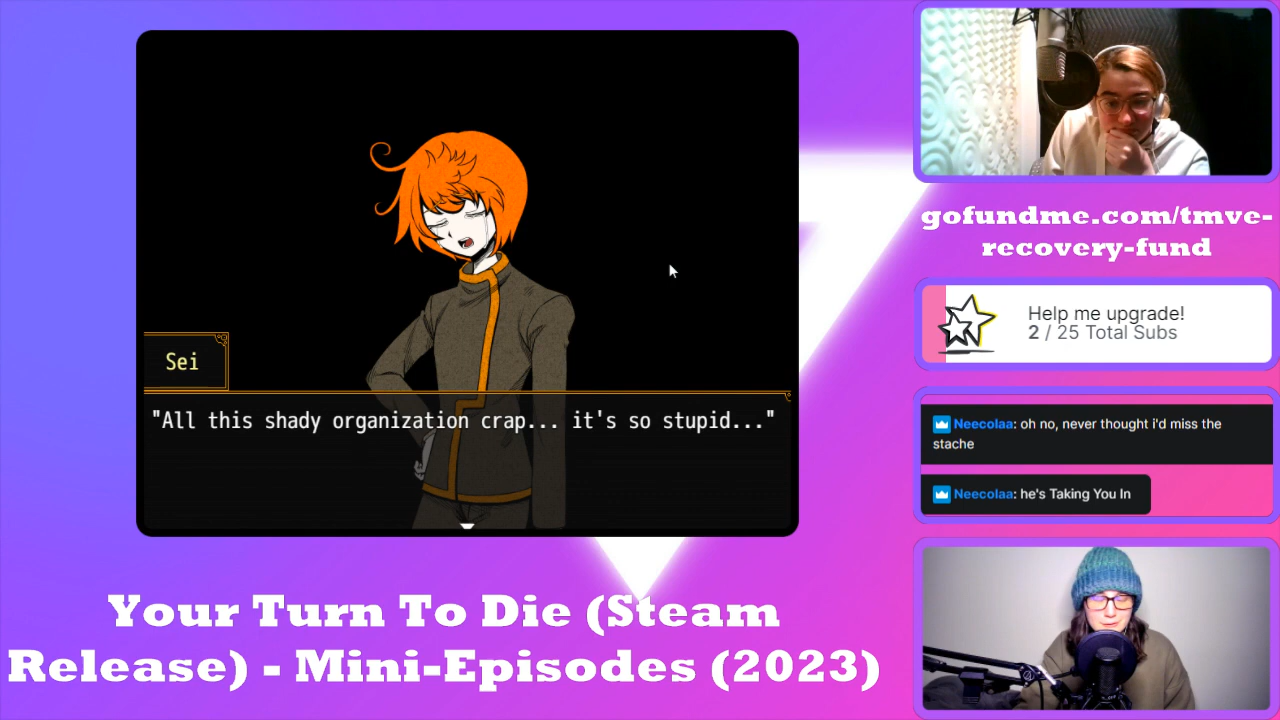 Sei
"All this shady organization crap... it's so stupid..."
Your Turn To Die (Steam
Release) - Mini-Episodes (2023)
gofundme.com/tmve-
recovery-fund
Help me upgrade!
2 / 25 Total Subs
Neecolaa: oh no, never thought i'd miss the
stache
Neecolaa: he's Taking You In